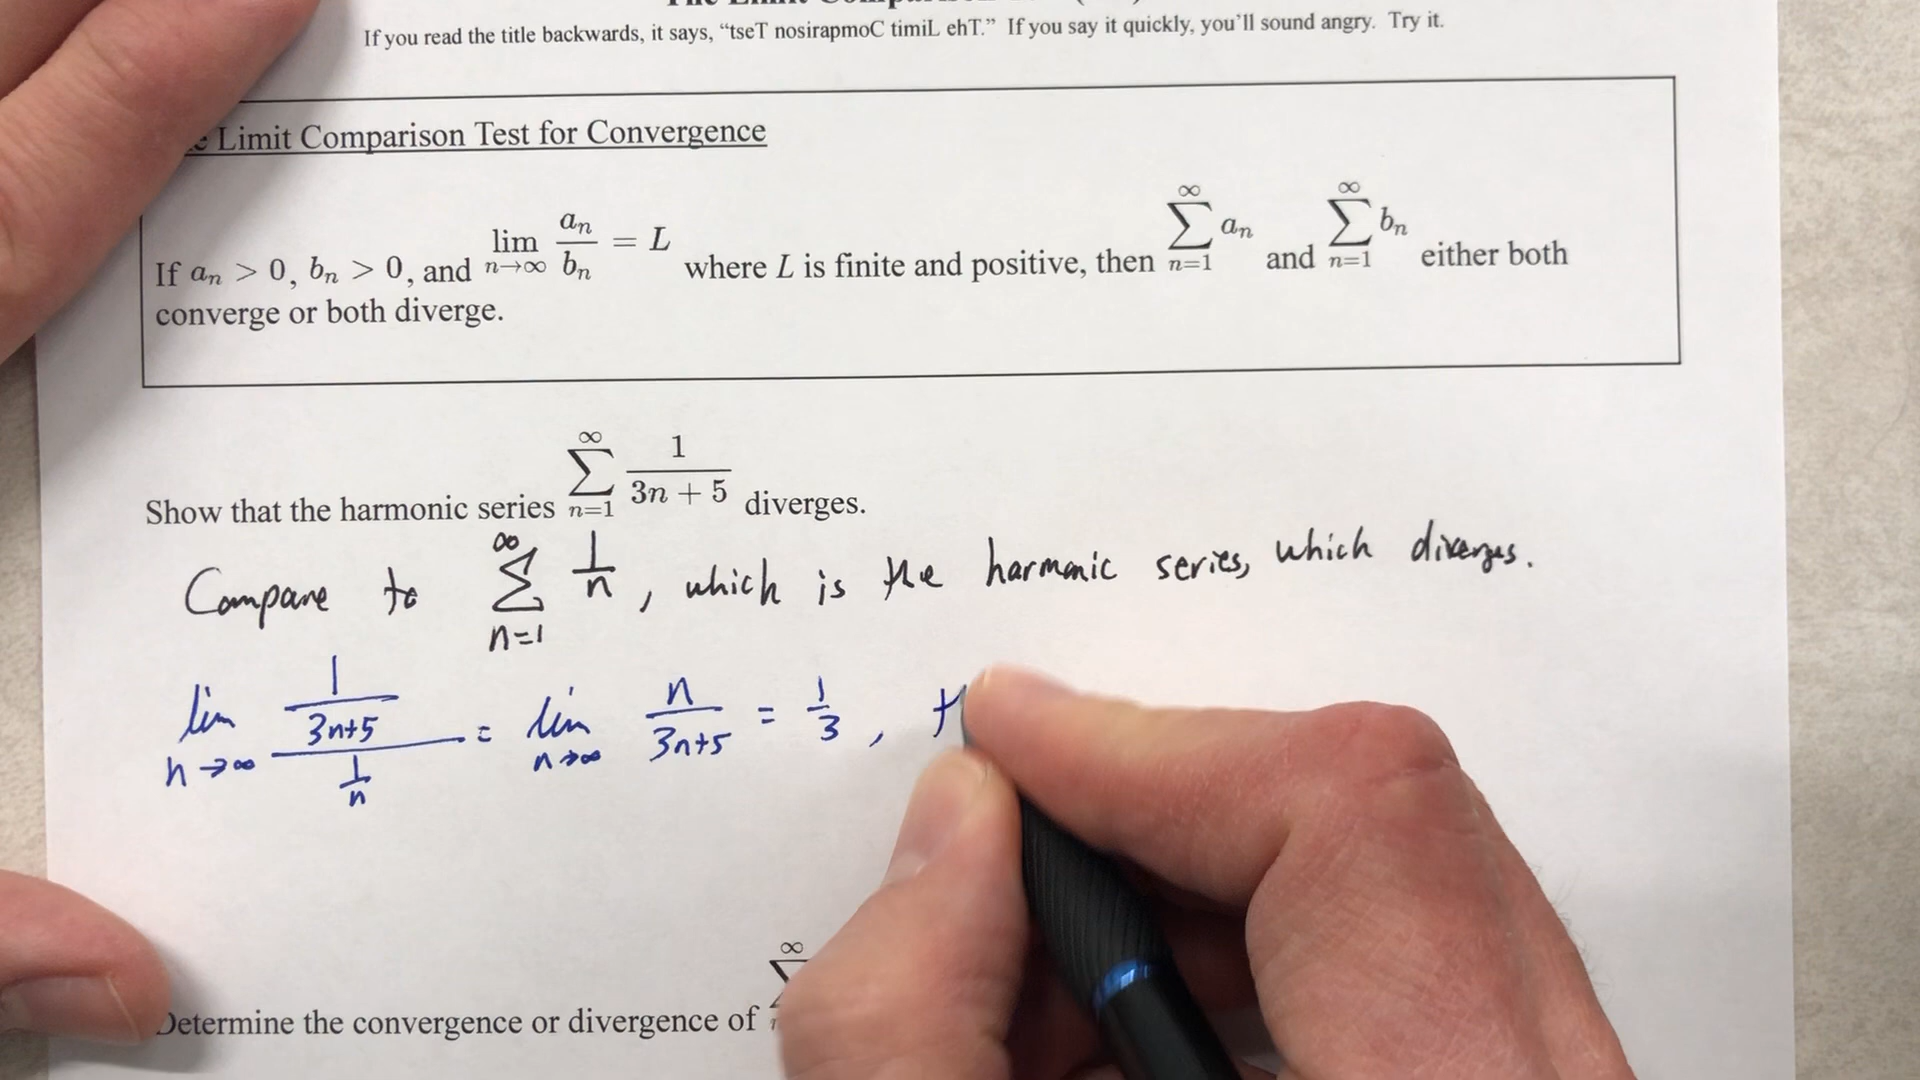 If you read the title backwards, it says, “tseT nosirapmoC timiL ehT.” If you say it quickly, you’ll sound angry. Try it.
Limit Comparison Test for Convergence
If aₙ > 0, bₙ > 0, and lim n→∞ aₙ/bₙ = L where L is finite and positive, then ∑ n=1 ∞ aₙ and ∑ n=1 ∞ bₙ either both
converge or both diverge.
Show that the harmonic series ∑ n=1 ∞ 1/(3n + 5) diverges.
Compare to ∑ n=1 ∞ 1/n, which is the harmonic series, which diverges.
lim n→∞ (1/(3n+5))/(1/n) = lim n→∞ n/(3n+5) = 1/3,
Determine the convergence or divergence of